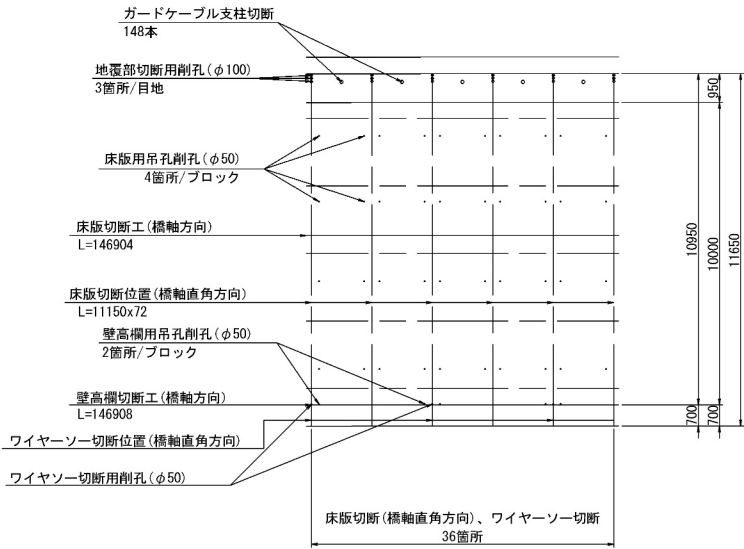 ガードケーブル支柱切断
148本
地覆部切断用削孔(φ100)
3箇所/目地
床版用吊孔削孔(φ50)
4箇所/ブロック
床版切断工(橋軸方向)
L=146904
床版切断位置(橋軸直角方向)
L=11150x72
壁高欄用吊孔削孔(φ50)
2箇所/ブロック
壁高欄切断工(橋軸方向)
L=146908
ワイヤーソー切断位置(橋軸直角方向)
ワイヤソー切断用削孔(φ50)
950
10950
10000
11650
700
700
床版切断(橋軸直角方向)、ワイヤーソー切断
36箇所